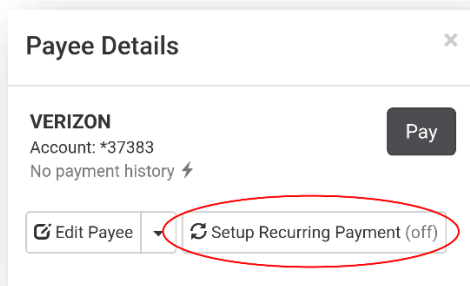 Payee Details
VERIZON
Pay
Account: *37383
No payment history
Edit Payee
Setup Recurring Payment (off)